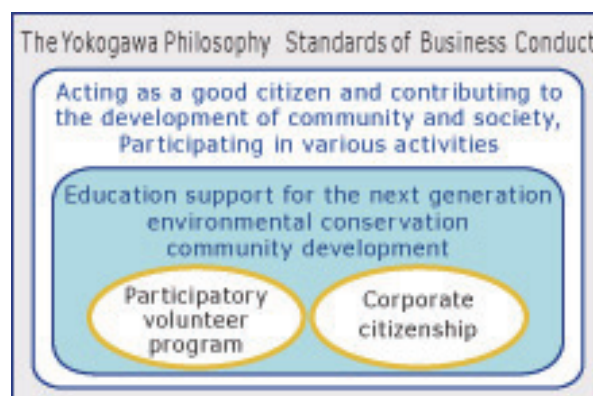 The Yokogawa Philosophy Standards of Business Conduct
Acting as a good citizen and contributing to
the development of community and society,
Participating in various activities
Education support for the next generation
environmental conservation
community development
Participatory
volunteer
program
Corporate
citizenship